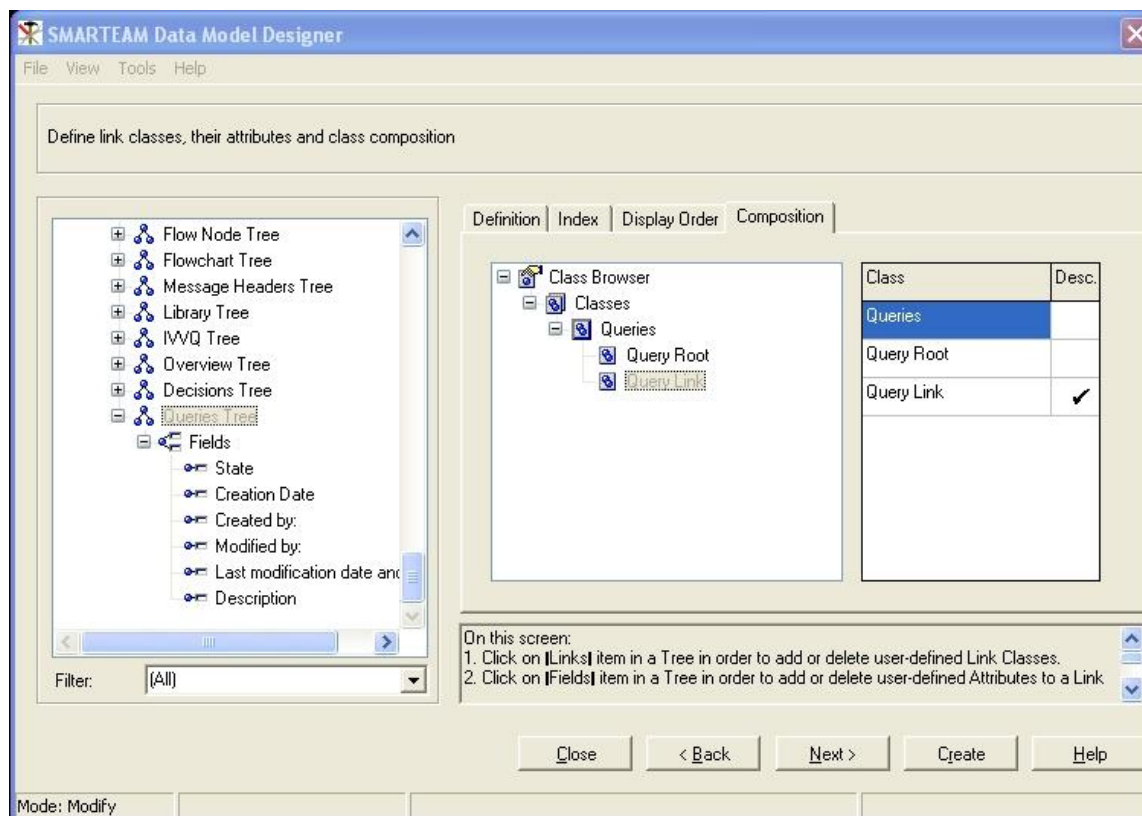 SMARTEAM Data Model Designer
File View Tools Help
Define link classes, their attributes and class composition
Flow Node Tree
Flowchart Tree
Message Headers Tree
Library Tree
IVVQ Tree
Overview Tree
Decisions Tree
Queries Tree
Fields
State
Creation Date
Created by:
Modified by:
Last modification date and
Description
Filter: (All)
Definition Index Display Order Composition
Class Browser
Classes
Queries
Query Root
Query Link
Class Desc.
Queries
Query Root
Query Link
On this screen:
1. Click on |Links| item in a Tree in order to add or delete user-defined Link Classes.
2. Click on |Fields| item in a Tree in order to add or delete user-defined Attributes to a Link
Close < Back Next > Create Help
Mode: Modify